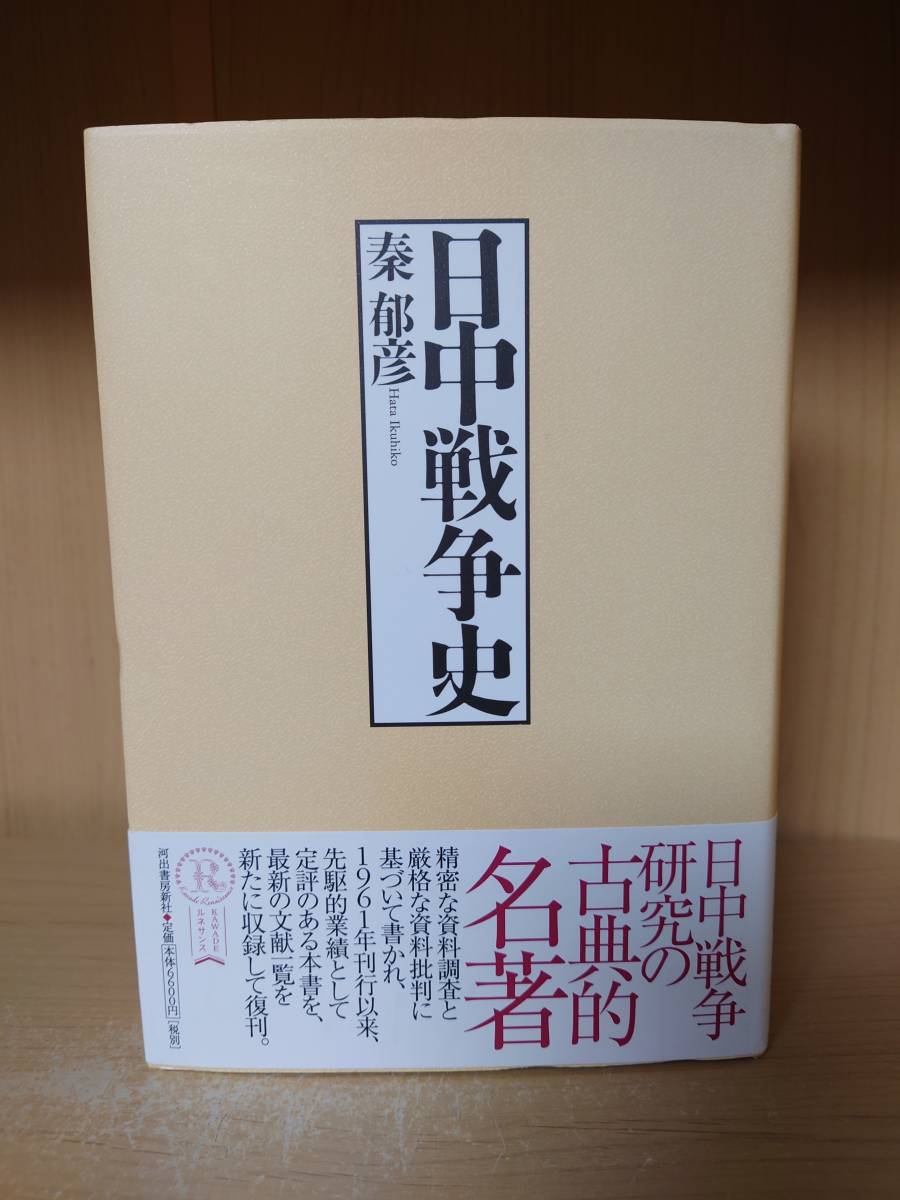 日中戦争史
秦 郁彦
Hata Ikuhiko
日中戦争
研究の
古典的
名著
精密な資料調査と
厳格な資料批判に
基づいて書かれ、
1961年刊行以来、
先駆的業績として
定評のある本書を、
最新の文献一覧を
新たに収録して復刊。
R
Kawade Renaissance
KAWADE
ルネサンス
河出書房新社◆定価 本体6600円 [税別]